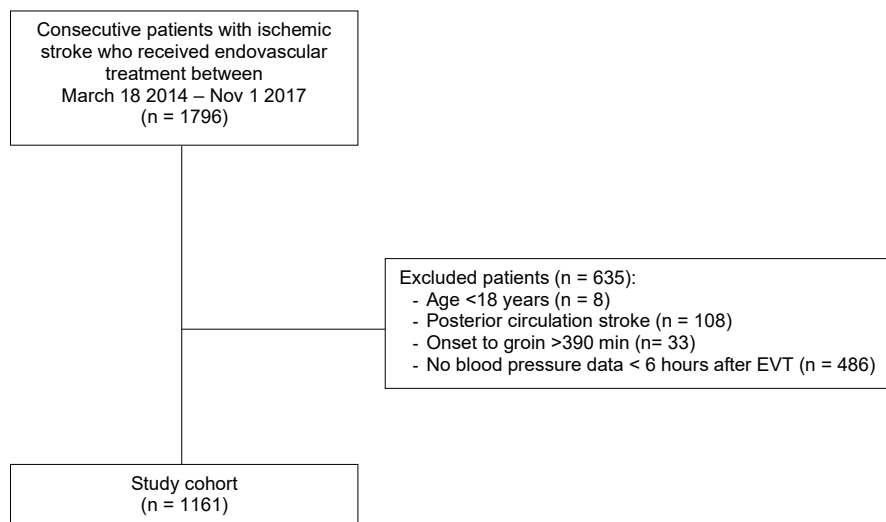 Consecutive patients with ischemic
stroke who received endovascular
treatment between
March 18 2014 – Nov 1 2017
(n = 1796)
Excluded patients (n = 635):
- Age <18 years (n = 8)
- Posterior circulation stroke (n = 108)
- Onset to groin >390 min (n= 33)
- No blood pressure data < 6 hours after EVT (n = 486)
Study cohort
(n = 1161)